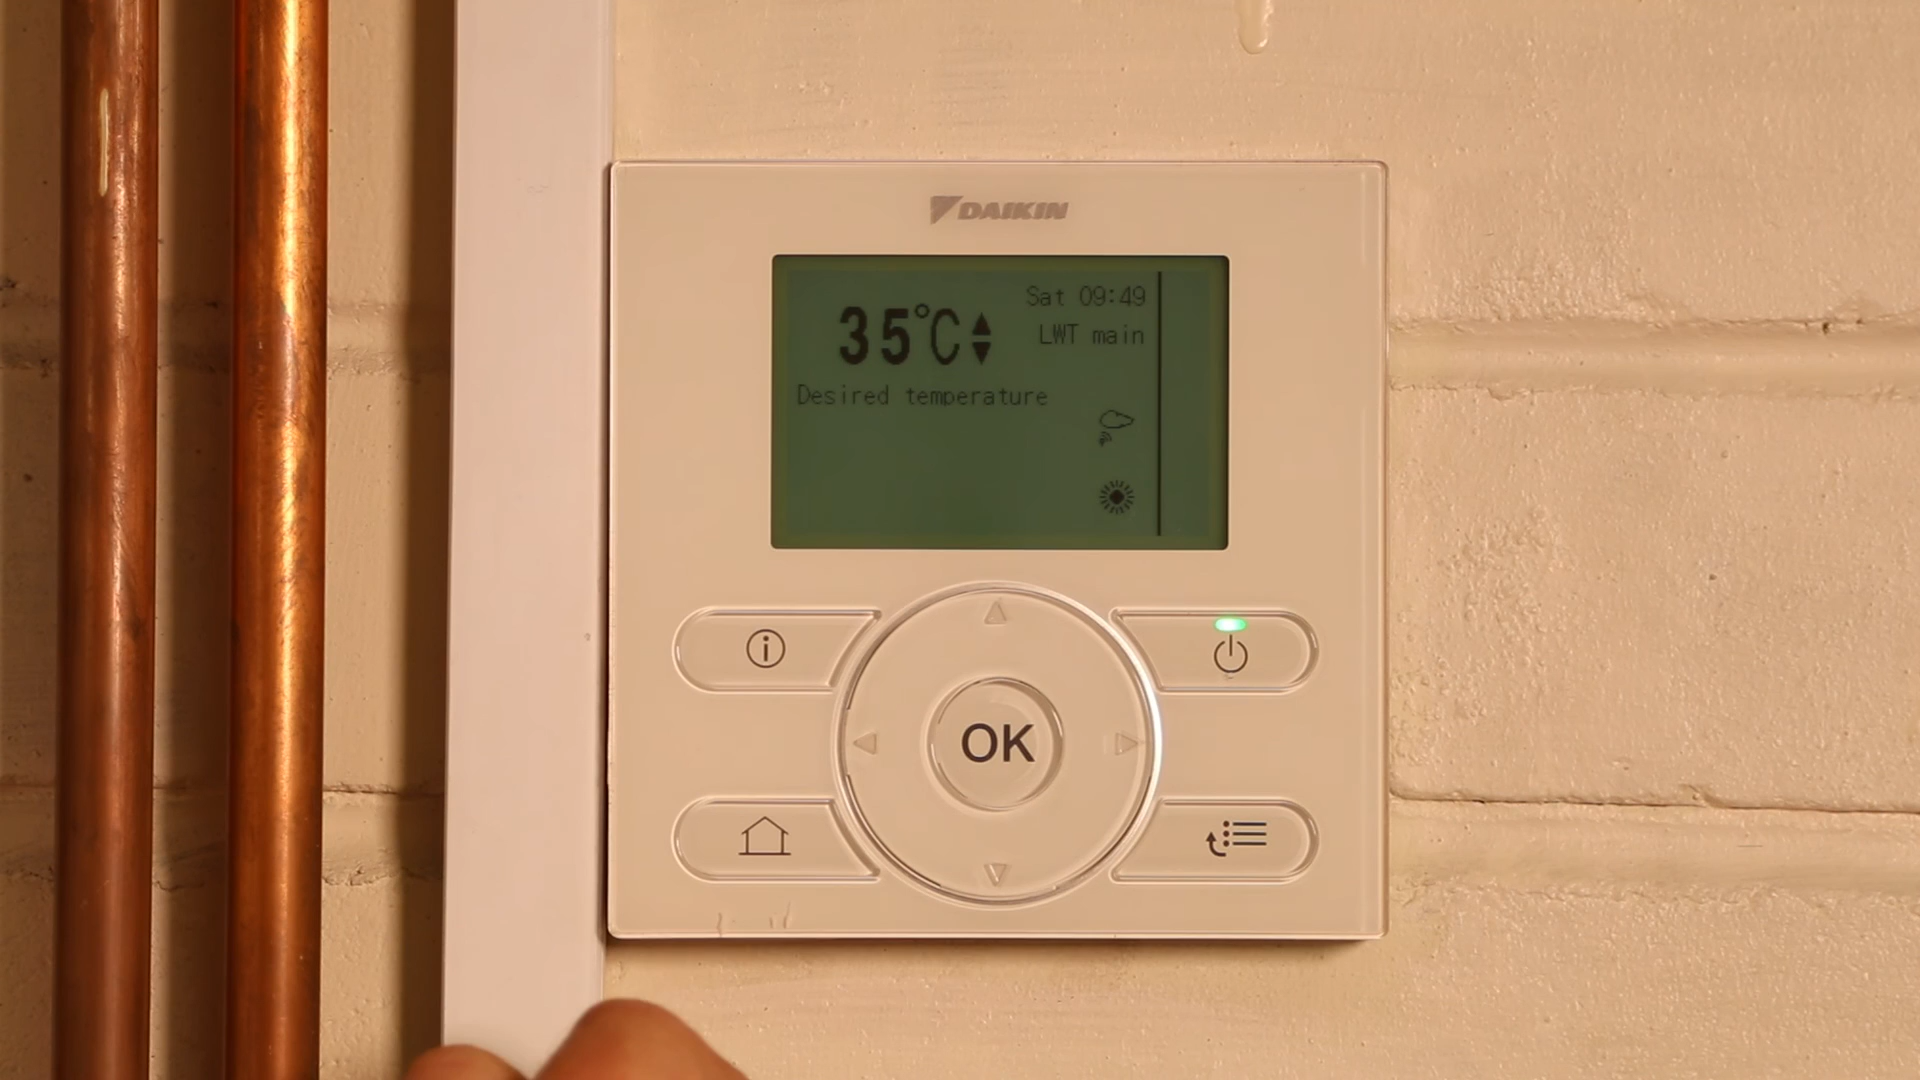 DAIKIN
Sat 09:49
35°C
LWT main
Desired temperature
OK